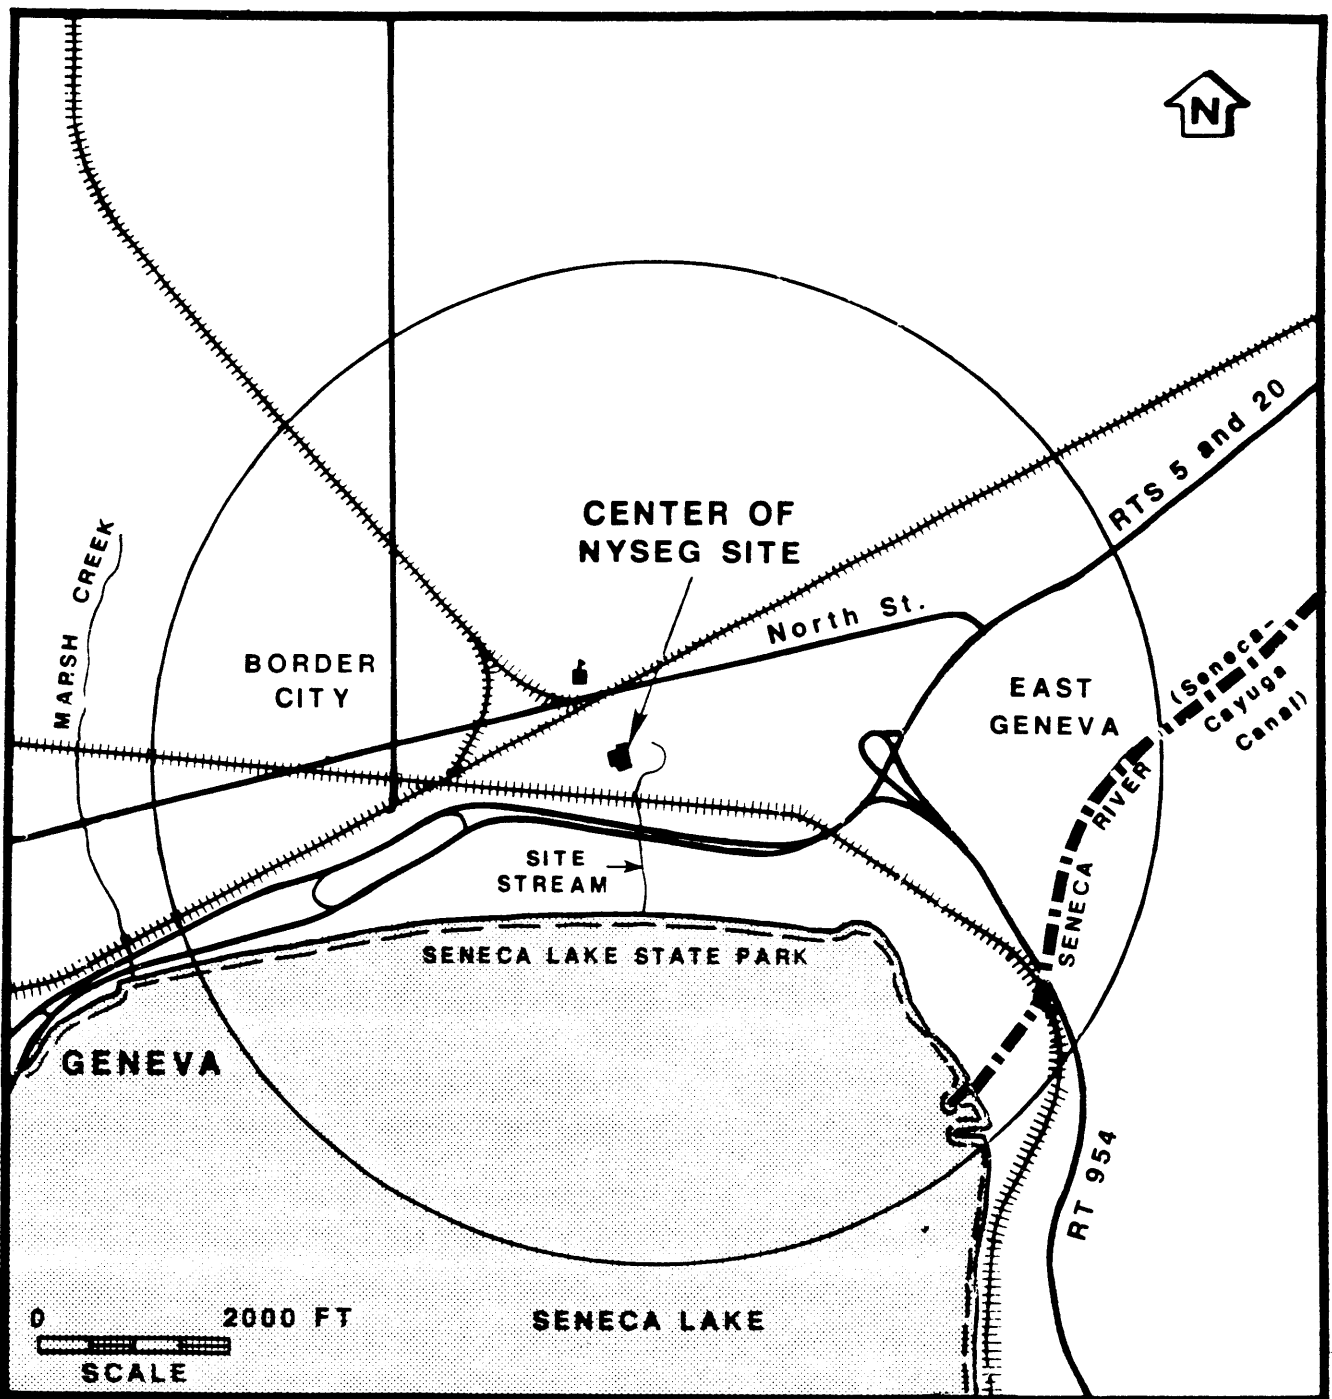 N
RTS 5 and 20
CENTER OF
NYSEG SITE
MARSH CREEK
North St.
BORDER
CITY
EAST
GENEVA
(Seneca-
Cayuga
Canal)
SENECA RIVER
SITE
STREAM
SENECA LAKE STATE PARK
GENEVA
RT 954
0 2000 FT
SCALE
SENECA LAKE